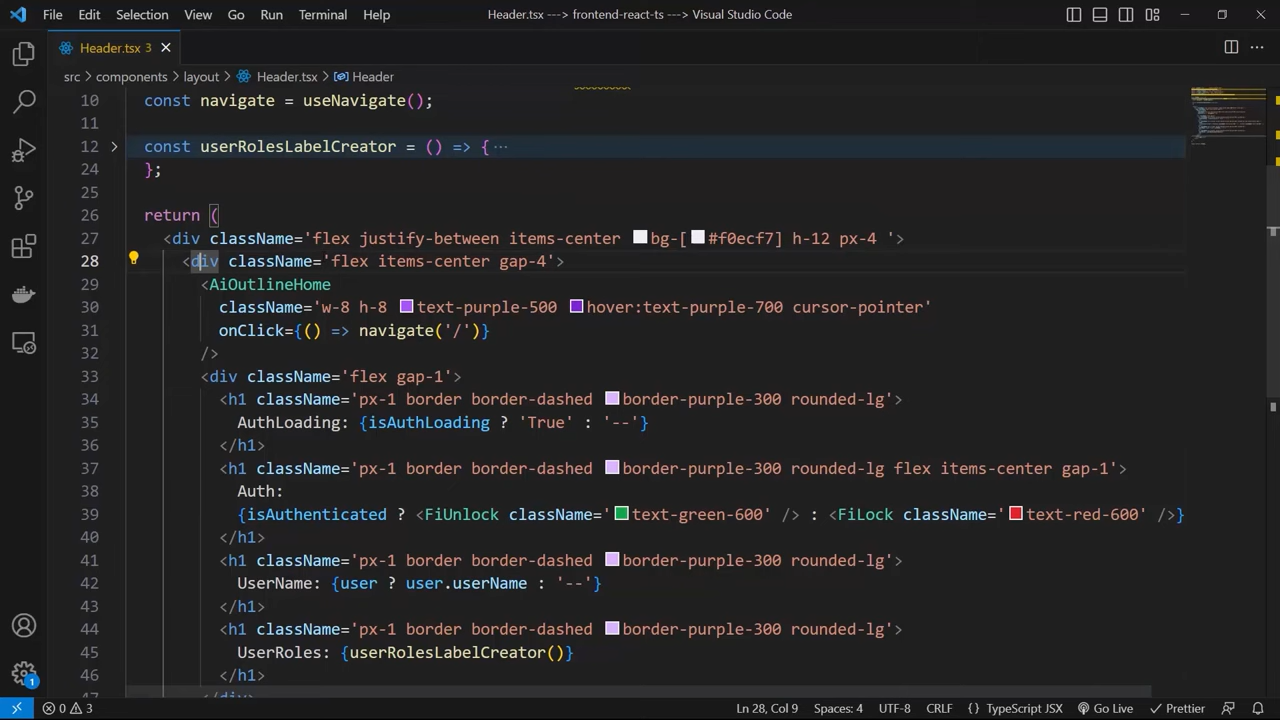 File Edit Selection View Go Run Terminal Help Header.tsx ---> frontend-react-ts ---> Visual Studio Code
Header.tsx 3
src > components > layout > Header.tsx > Header
10 const navigate = useNavigate();
11
12 const userRolesLabelCreator = () => { ···
24 };
25
26 return (
27 <div className='flex justify-between items-center bg-[#f0ecf7] h-12 px-4 '>
28 <div className='flex items-center gap-4'>
29 <AiOutlineHome
30 className='w-8 h-8 text-purple-500 hover:text-purple-700 cursor-pointer'
31 onClick={() => navigate('/')}
32 />
33 <div className='flex gap-1'>
34 <h1 className='px-1 border border-dashed border-purple-300 rounded-lg'>
35 AuthLoading: {isAuthLoading ? 'True' : '--'}
36 </h1>
37 <h1 className='px-1 border border-dashed border-purple-300 rounded-lg flex items-center gap-1'>
38 Auth:
39 {isAuthenticated ? <FiUnlock className='text-green-600' /> : <FiLock className='text-red-600' />}
40 </h1>
41 <h1 className='px-1 border border-dashed border-purple-300 rounded-lg'>
42 UserName: {user ? user.userName : '--'}
43 </h1>
44 <h1 className='px-1 border border-dashed border-purple-300 rounded-lg'>
45 UserRoles: {userRolesLabelCreator()}
46 </h1>
47 </div>
1
0 3 Ln 28, Col 9 Spaces: 4 UTF-8 CRLF {} TypeScript JSX Go Live Prettier